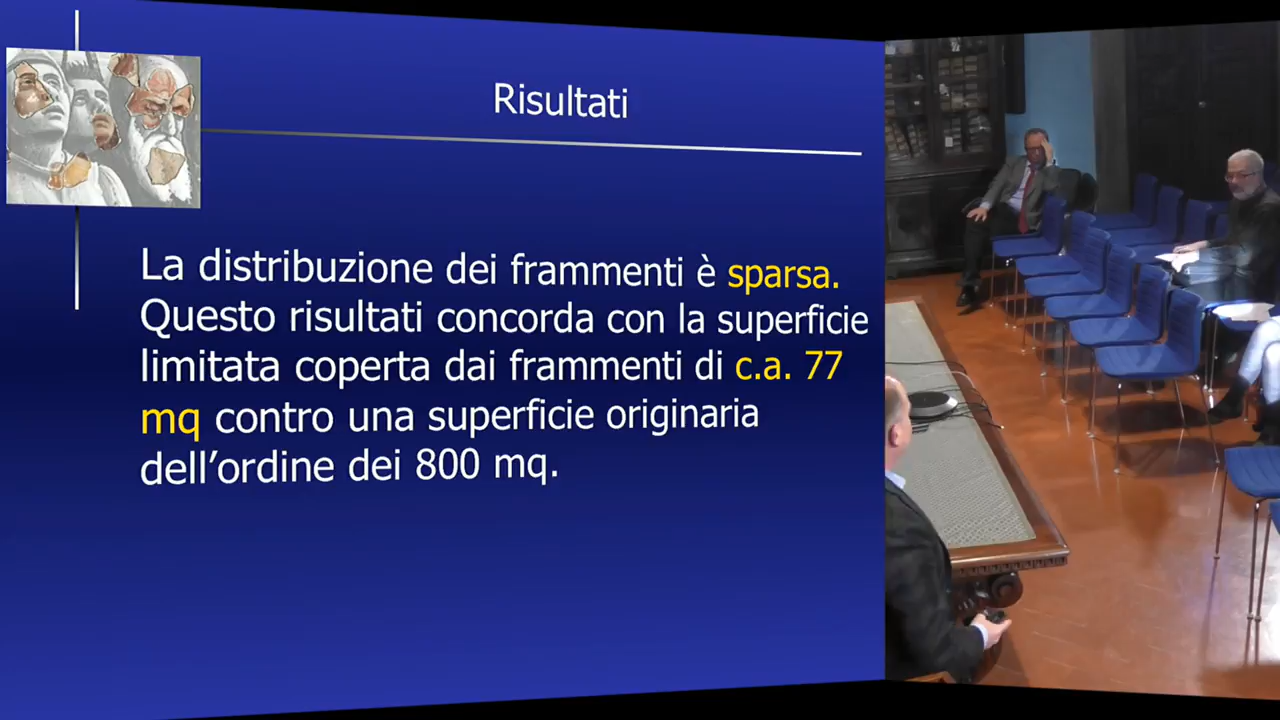 Risultati
La distribuzione dei frammenti è sparsa.
Questo risultati concorda con la superficie
limitata coperta dai frammenti di c.a. 77
mq contro una superficie originaria
dell'ordine dei 800 mq.